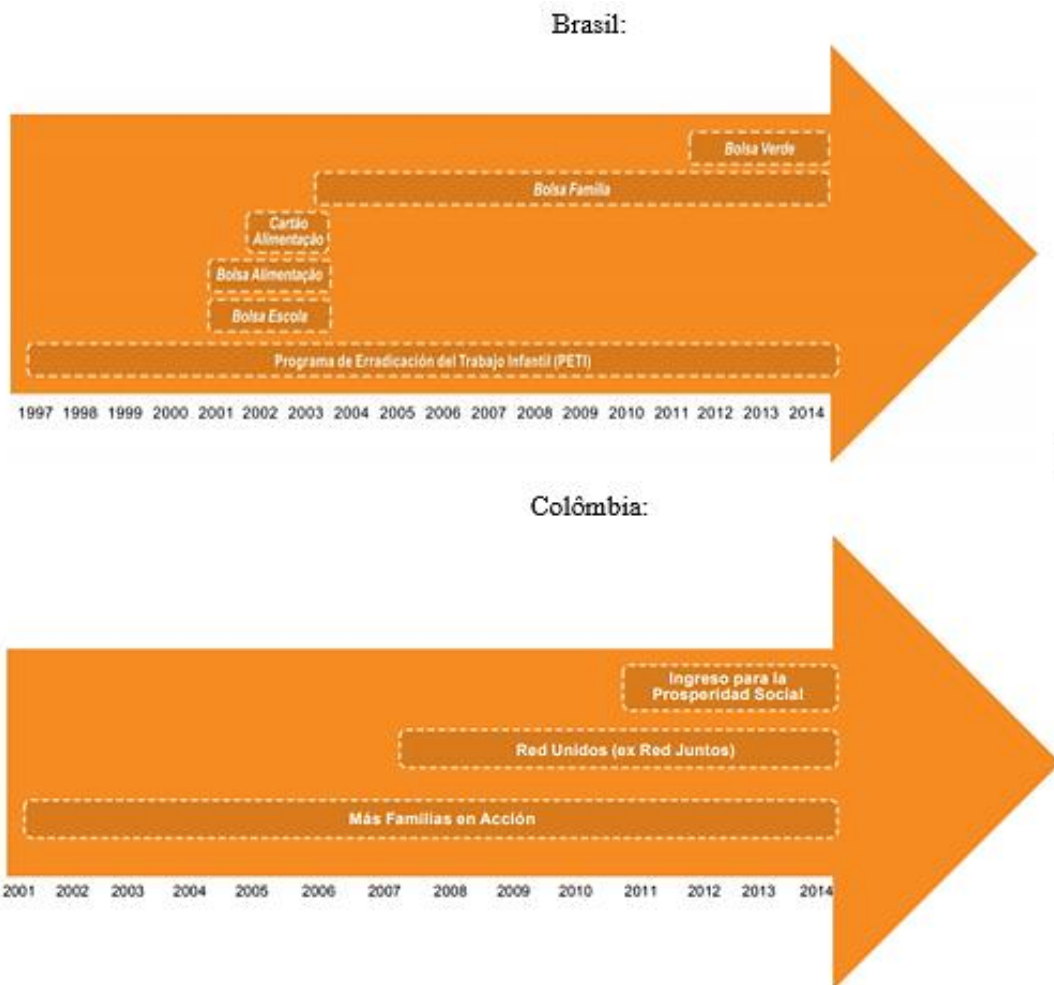 Brasil:
Bolsa Verde
Bolsa Família
Cartão
Alimentação
Bolsa Alimentação
Bolsa Escola
Programa de Erradicación del Trabajo Infantil (PETI)
1997 1998 1999 2000 2001 2002 2003 2004 2005 2006 2007 2008 2009 2010 2011 2012 2013 2014
Colômbia:
Ingreso para la
Prosperidad Social
Red Unidos (ex Red Juntos)
Más Familias en Acción
2001 2002 2003 2004 2005 2006 2007 2008 2009 2010 2011 2012 2013 2014